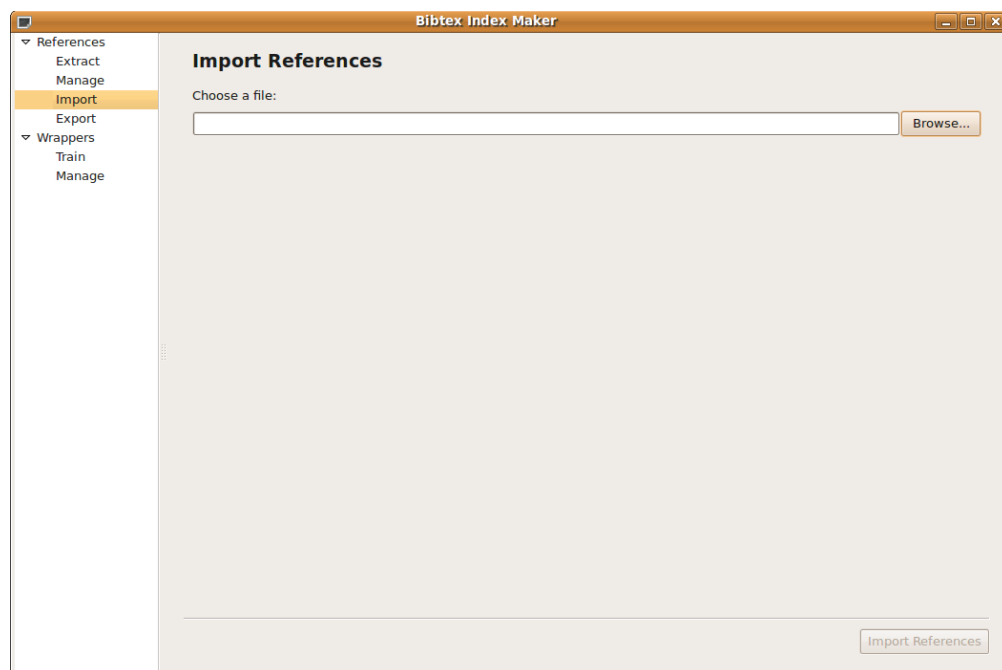 Bibtex Index Maker
References
Extract
Manage
Import
Export
Wrappers
Train
Manage
Import References
Choose a file:
Browse...
Import References